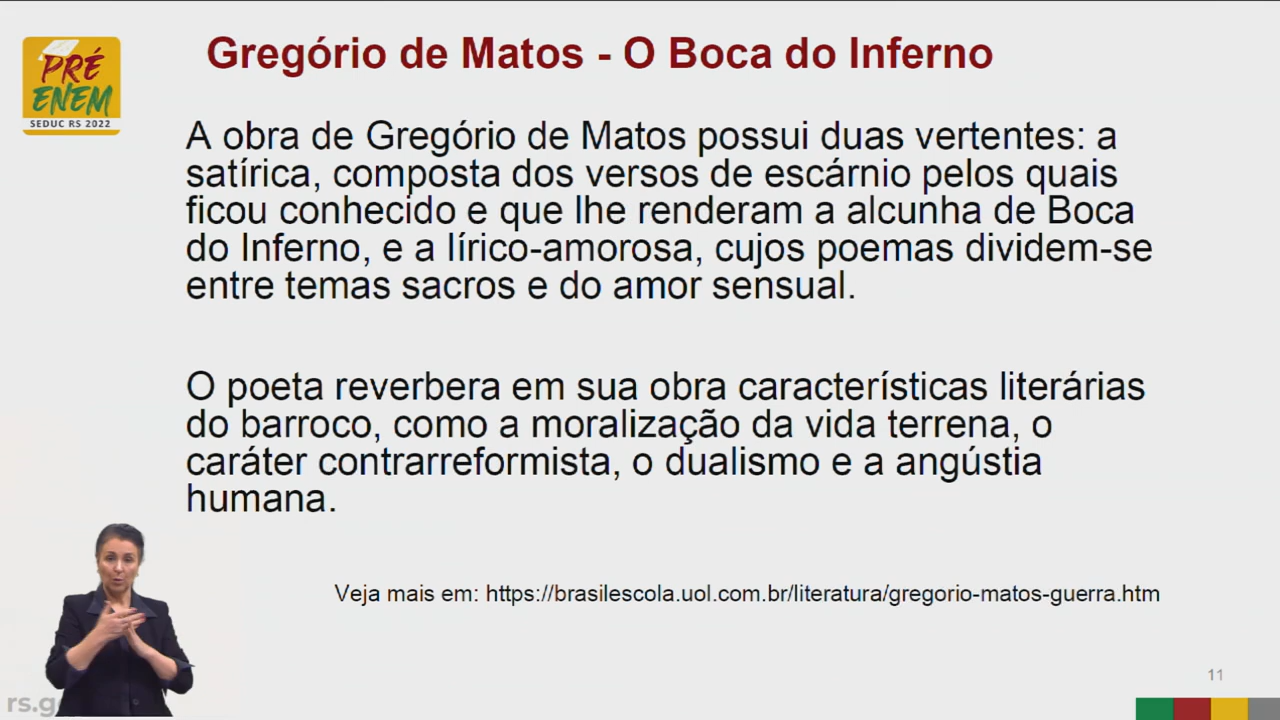 PRÉ
ENEM
SEDUC RS 2022
Gregório de Matos - O Boca do Inferno
A obra de Gregório de Matos possui duas vertentes: a
satírica, composta dos versos de escárnio pelos quais
ficou conhecido e que lhe renderam a alcunha de Boca
do Inferno, e a lírico-amorosa, cujos poemas dividem-se
entre temas sacros e do amor sensual.
O poeta reverbera em sua obra características literárias
do barroco, como a moralização da vida terrena, o
caráter contrarreformista, o dualismo e a angústia
humana.
Veja mais em: https://brasilescola.uol.com.br/literatura/gregorio-matos-guerra.htm
11